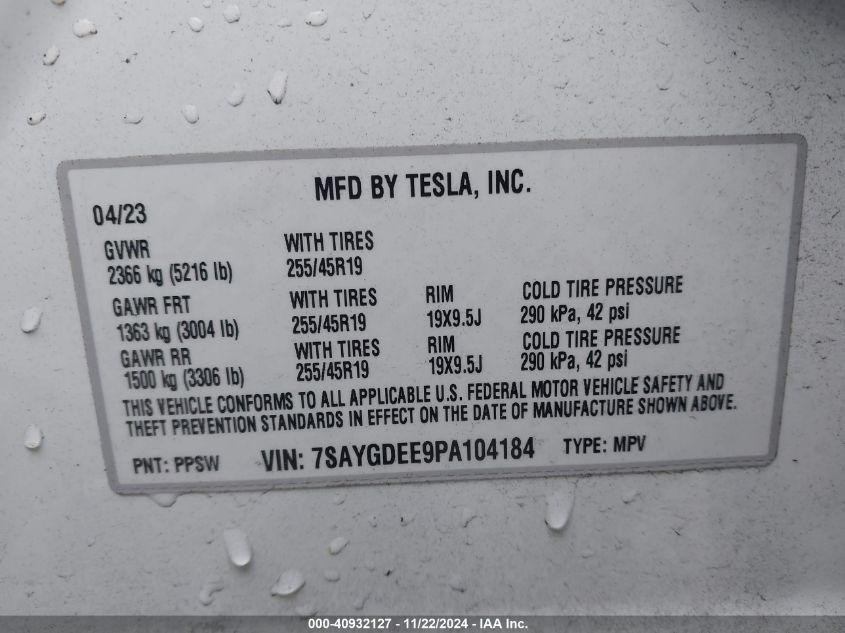 MFD BY TESLA, INC.
04/23
GVWR WITH TIRES
2366 kg (5216 lb) 255/45R19
GAWR FRT WITH TIRES RIM COLD TIRE PRESSURE
1363 kg (3004 lb) 255/45R19 19X9.5J 290 kPa, 42 psi
GAWR RR WITH TIRES RIM COLD TIRE PRESSURE
1500 kg (3306 lb) 255/45R19 19X9.5J 290 kPa, 42 psi
THIS VEHICLE CONFORMS TO ALL APPLICABLE U.S. FEDERAL MOTOR VEHICLE SAFETY AND
THEFT PREVENTION STANDARDS IN EFFECT ON THE DATE OF MANUFACTURE SHOWN ABOVE.
PNT: PPSW VIN: 7SAYGDEE9PA104184 TYPE: MPV
000-40932127 - 11/22/2024 - IAA Inc.